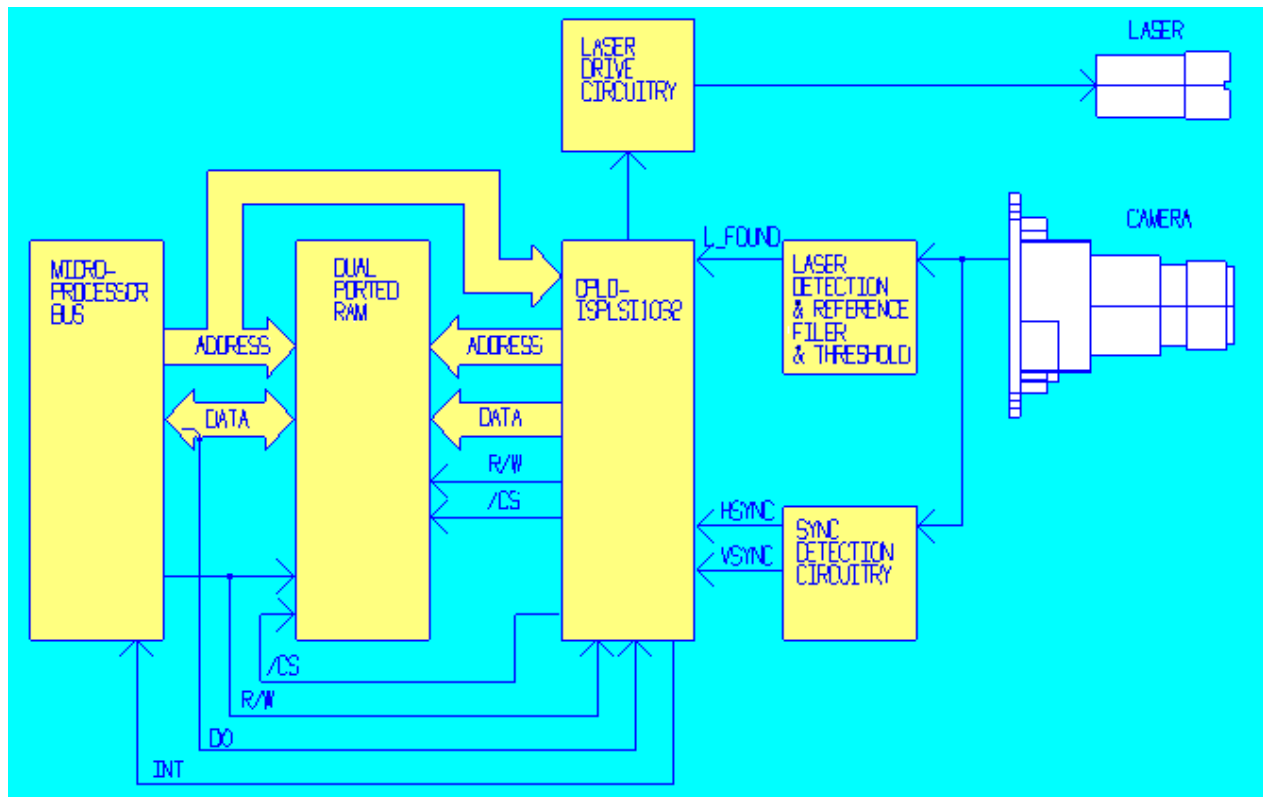 LASER
LASER
DRIVE
CIRCUITRY
CAMERA
L_FOUND
MICRO-
PROCESSOR
BUS
DUAL
PORTED
RAM
CPLD-
ISPLSI1032
LASER
DETECTION
& REFERENCE
FILER
& THRESHOLD
ADDRESS
ADDRESS
DATA
DATA
R/W
/CS
HSYNC
VSYNC
SYNC
DETECTION
CIRCUITRY
/CS
R/W
D0
INT